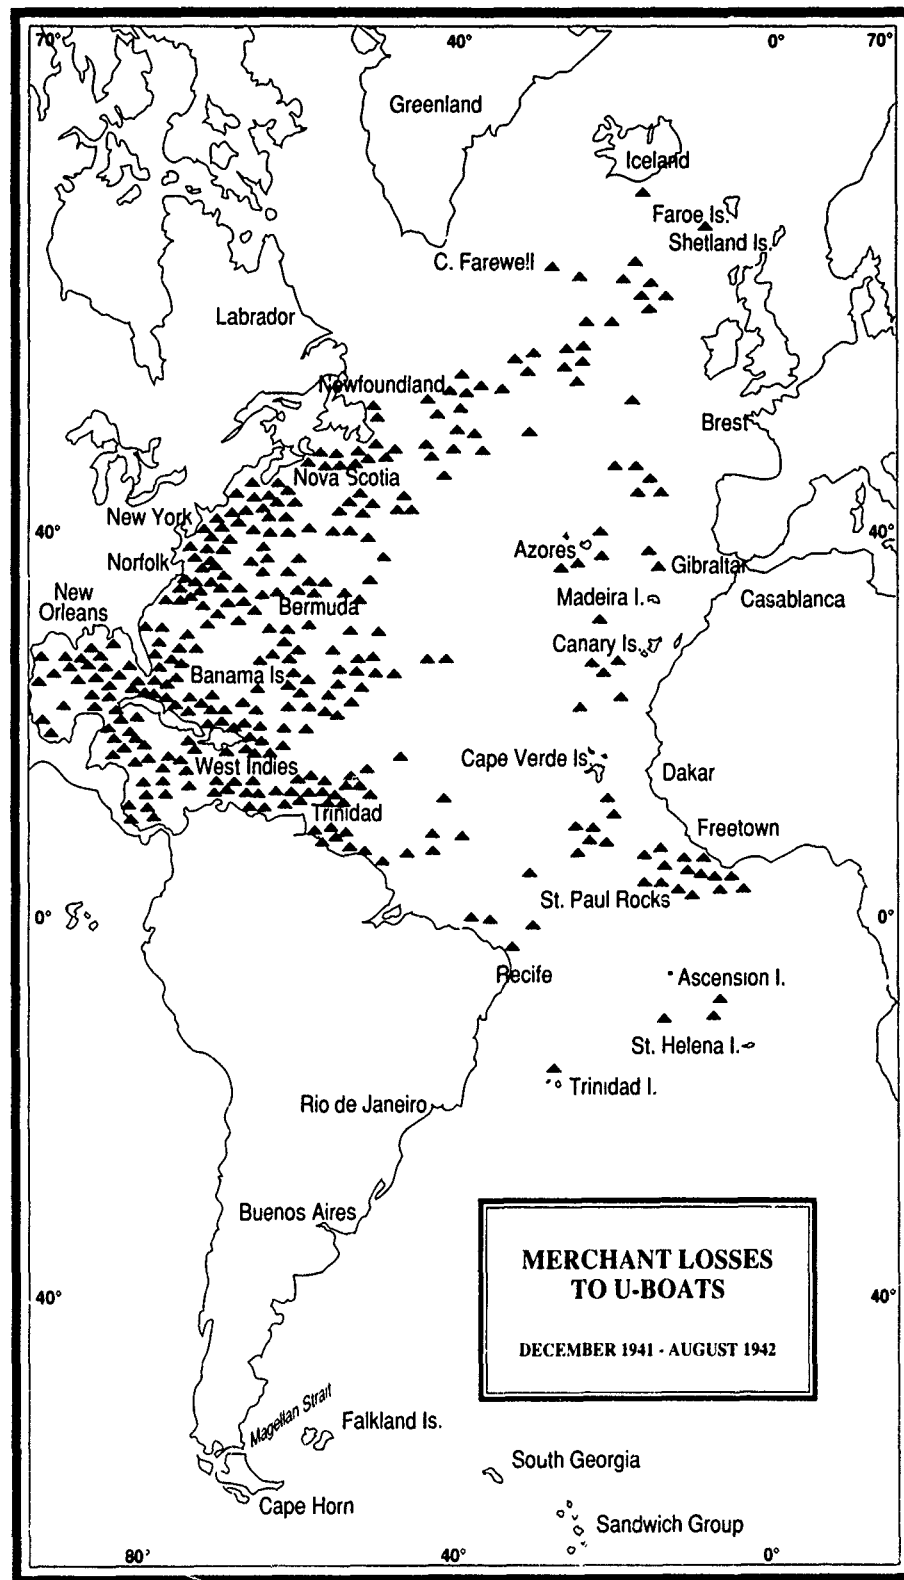 70°
40°
0°
70°
Greenland
Iceland
Faroe Is.
Shetland Is.
C. Farewell
Labrador
Newfoundland
Brest
Nova Scotia
New York
40°
Azores
40°
Gibraltar
Norfolk
New
Orleans
Bermuda
Madeira I.
Casablanca
Canary Is.
Banama Is.
Cape Verde Is.
West Indies
Dakar
Trinidad
Freetown
St. Paul Rocks
0°
0°
Recife
Ascension I.
St. Helena I.
Trinidad I.
Rio de Janeiro
Buenos Aires
MERCHANT LOSSES
TO U-BOATS
DECEMBER 1941 - AUGUST 1942
40°
40°
Magellan Strait
Falkland Is.
South Georgia
Cape Horn
Sandwich Group
80°
40°
0°